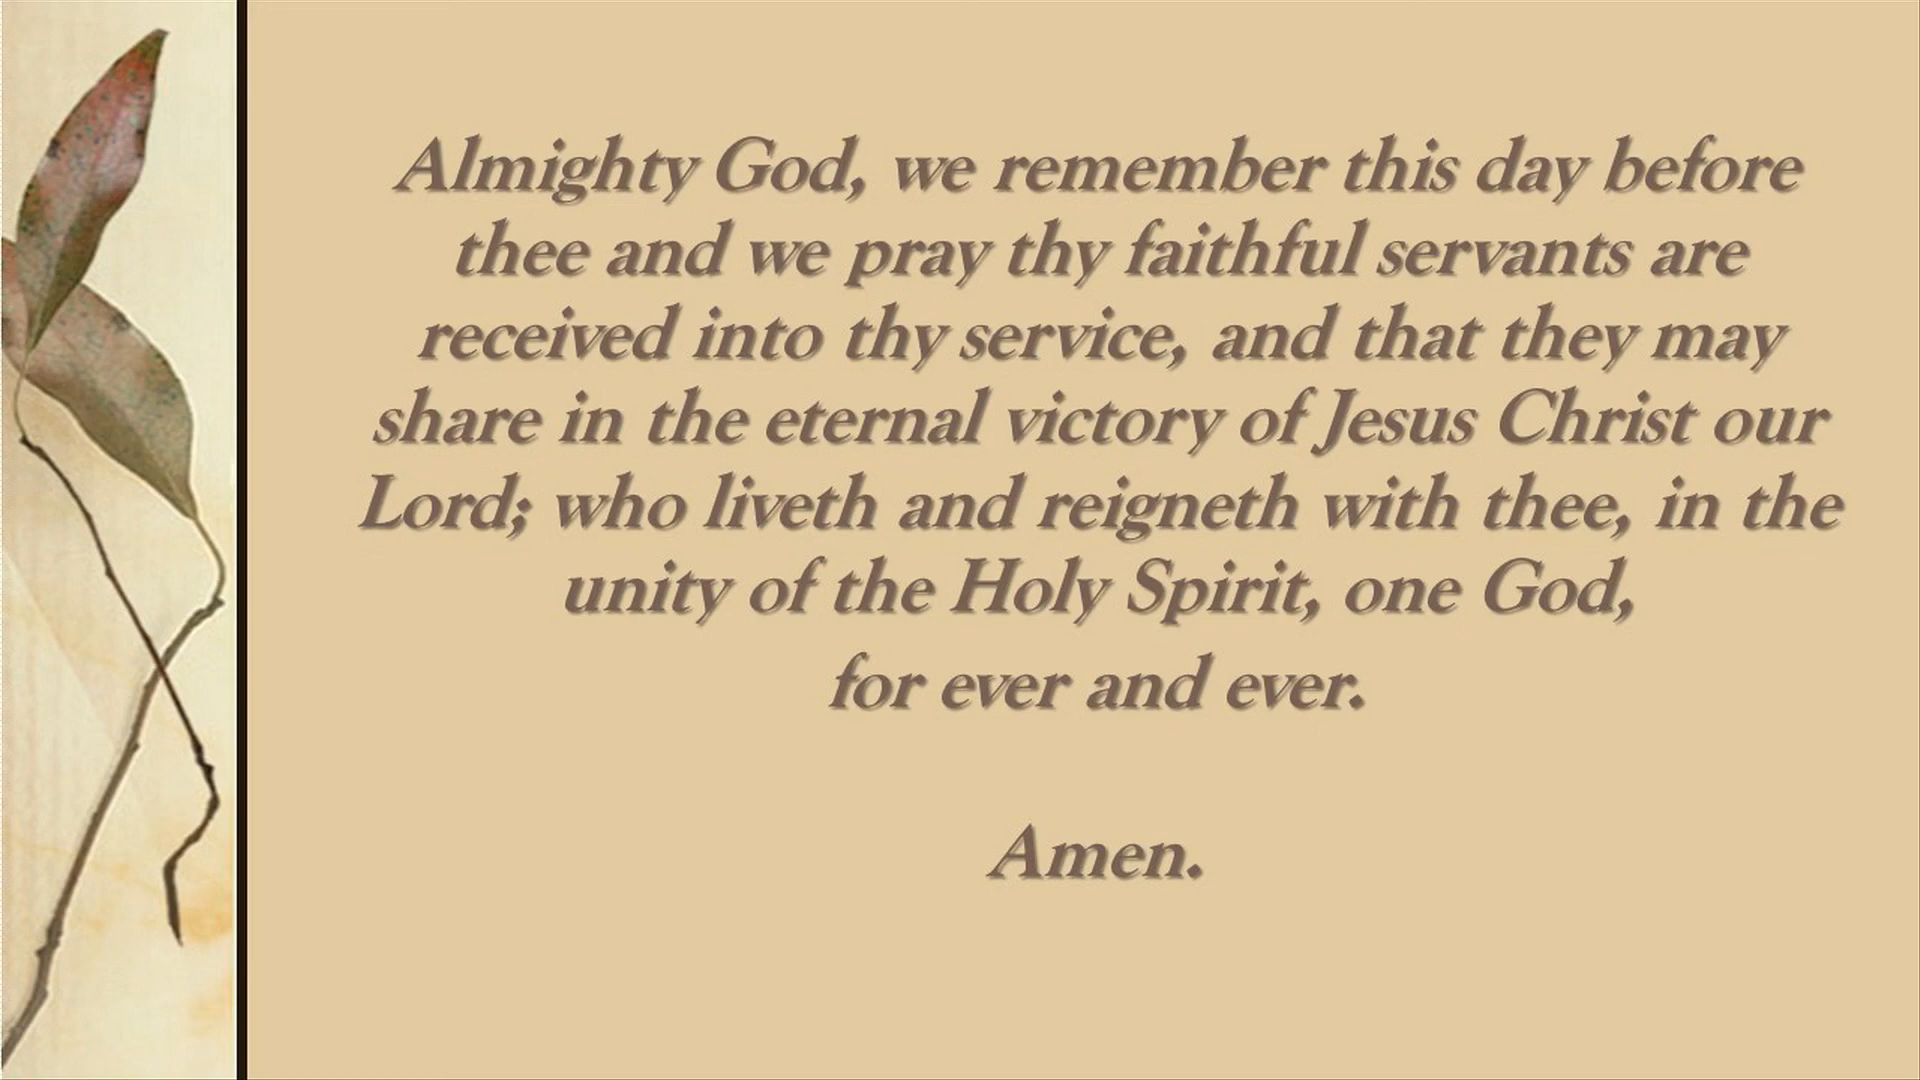 Almighty God, we remember this day before
thee and we pray thy faithful servants are
received into thy service, and that they may
share in the eternal victory of Jesus Christ our
Lord; who liveth and reigneth with thee, in the
unity of the Holy Spirit, one God,
for ever and ever.
Amen.